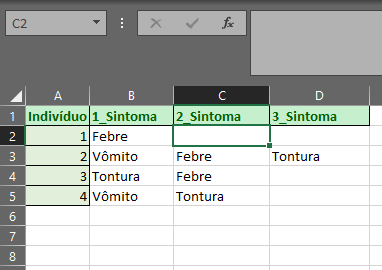 C2
fx
A B C D
1 Indivíduo 1_Sintoma 2_Sintoma 3_Sintoma
2 1 Febre
3 2 Vômito Febre Tontura
4 3 Tontura Febre
5 4 Vômito Tontura
6
7
8
9